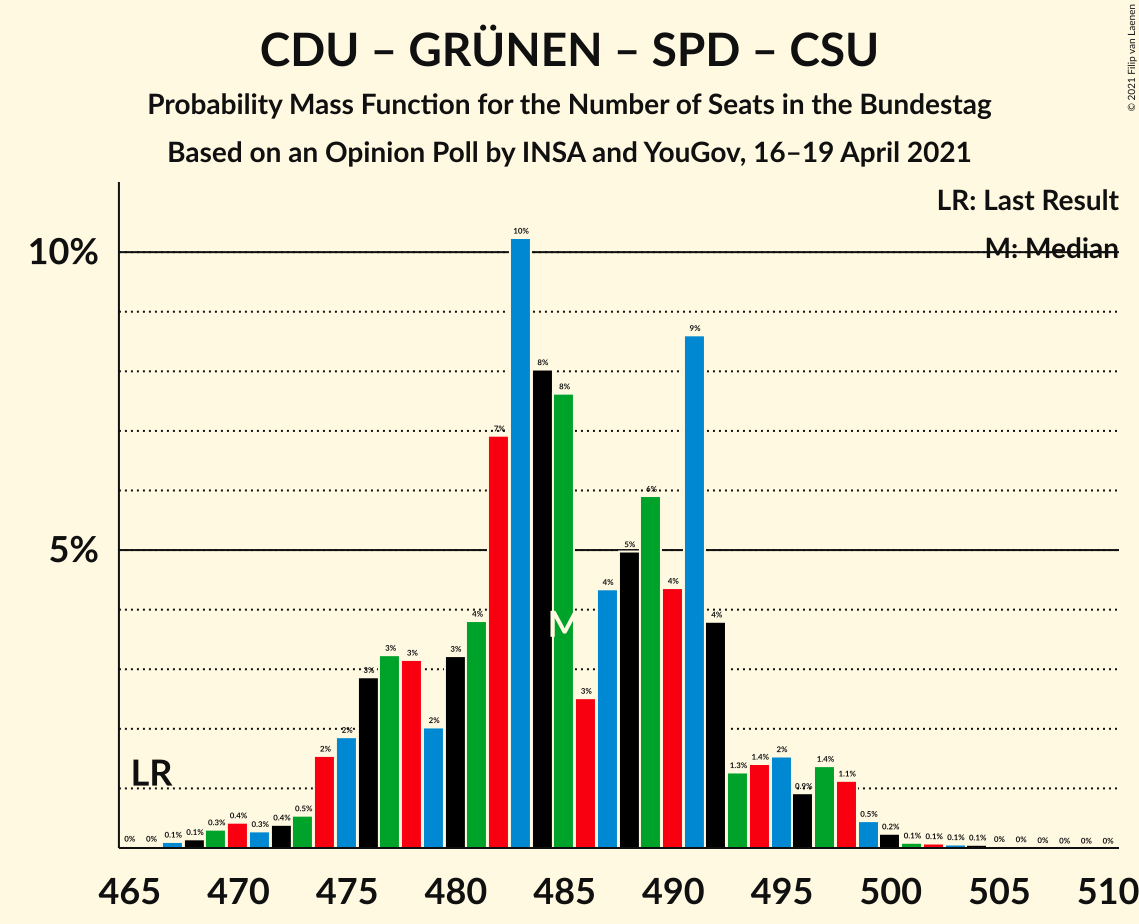 CDU – GRÜNEN – SPD – CSU
Probability Mass Function for the Number of Seats in the Bundestag
Based on an Opinion Poll by INSA and YouGov, 16–19 April 2021
© 2021 Filip van Laenen
LR: Last Result
M: Median
10%
5%
LR
M
0% 0% 0.1% 0.1% 0.3% 0.4% 0.3% 0.4% 0.5% 2% 2% 3% 3% 3% 2% 3% 4% 7% 10% 8% 8% 3% 4% 5% 6% 4% 9% 4% 1.3% 1.4% 2% 0.9% 1.4% 1.1% 0.5% 0.2% 0.1% 0.1% 0.1% 0.1% 0% 0% 0% 0% 0% 0%
465 470 475 480 485 490 495 500 505 510